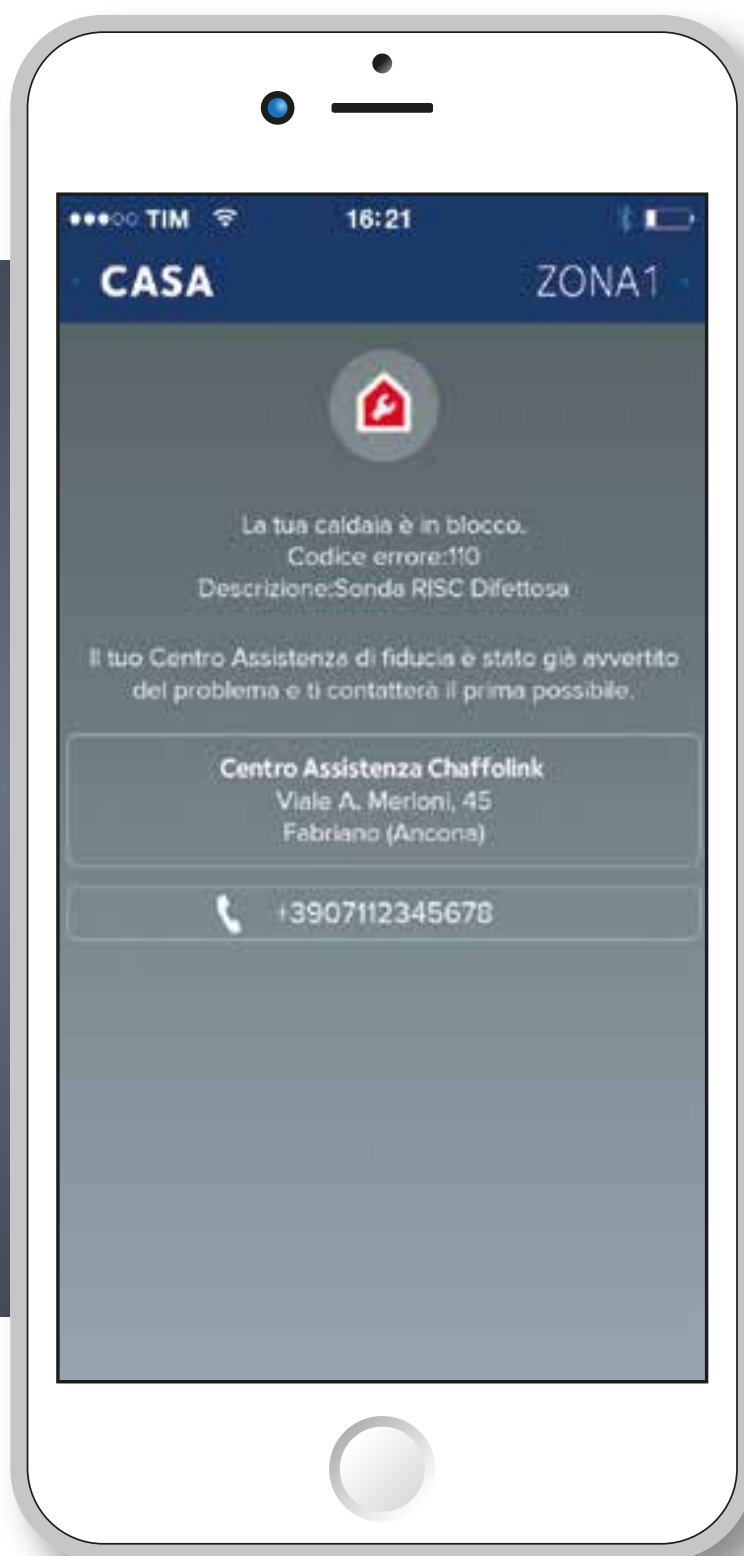 TIM 16:21
CASA ZONA1
La tua caldaia è in blocco.
Codice errore:110
Descrizione:Sonda RISC Difettosa
Il tuo Centro Assistenza di fiducia è stato già avvertito
del problema e ti contatterà il prima possibile.
Centro Assistenza Chaffolink
Viale A. Merloni, 45
Fabriano (Ancona)
+3907112345678